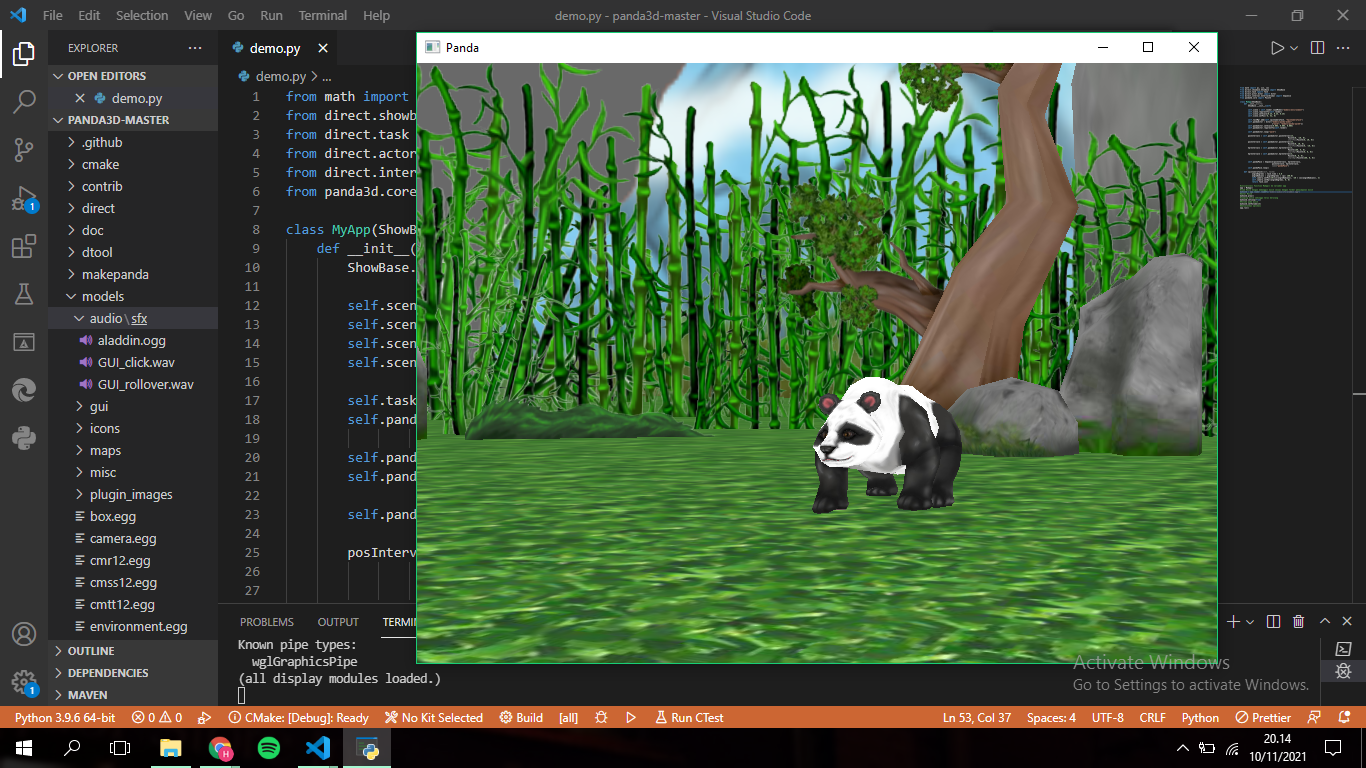 File Edit Selection View Go Run Terminal Help
demo.py - panda3d-master - Visual Studio Code
EXPLORER
OPEN EDITORS
demo.py
PANDA3D-MASTER
.github
cmake
contrib
direct
doc
dtool
makepanda
models
audio\sfx
aladdin.ogg
GUI_click.wav
GUI_rollover.wav
gui
icons
maps
misc
plugin_images
box.egg
camera.egg
cmr12.egg
cmss12.egg
cmtt12.egg
environment.egg
OUTLINE
DEPENDENCIES
MAVEN
1
1
demo.py
demo.py > ...
1 from math import
2 from direct.showb
3 from direct.task
4 from direct.actor
5 from direct.inter
6 from panda3d.core
7
8 class MyApp(ShowB
9 def __init__(
10 ShowBase.
11
12 self.scen
13 self.scen
14 self.scen
15 self.scen
16
17 self.task
18 self.pand
19
20 self.pand
21 self.pand
22
23 self.pand
24
25 posInterv
26
27
Panda
PROBLEMS OUTPUT TERMI
Known pipe types:
wglGraphicsPipe
(all display modules loaded.)
Activate Windows
Go to Settings to activate Windows.
Python 3.9.6 64-bit 0 0 CMake: [Debug]: Ready No Kit Selected Build [all] Run CTest Ln 53, Col 37 Spaces: 4 UTF-8 CRLF Python Prettier
20.14
10/11/2021